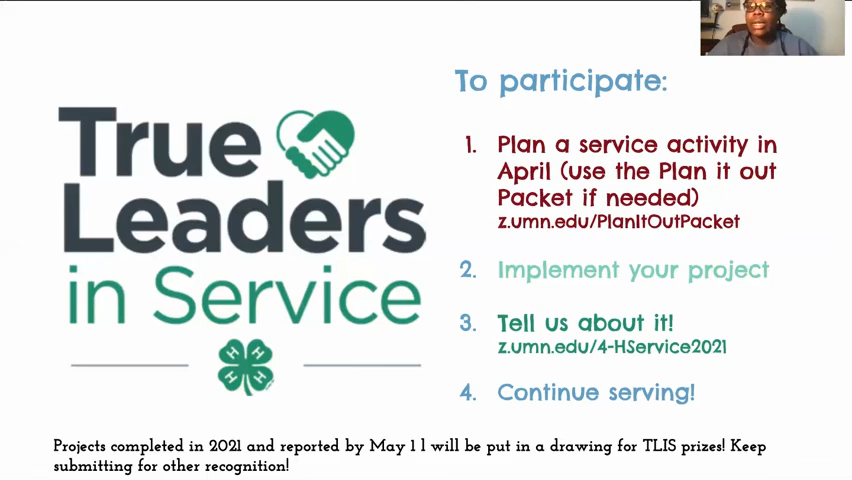 True
Leaders
in Service
H H
H H
To participate:
1. Plan a service activity in
April (use the Plan it out
Packet if needed)
z.umn.edu/PlanItOutPacket
2. Implement your project
3. Tell us about it!
z.umn.edu/4-HService2021
4. Continue serving!
Projects completed in 2021 and reported by May 1 l will be put in a drawing for TLIS prizes! Keep
submitting for other recognition!